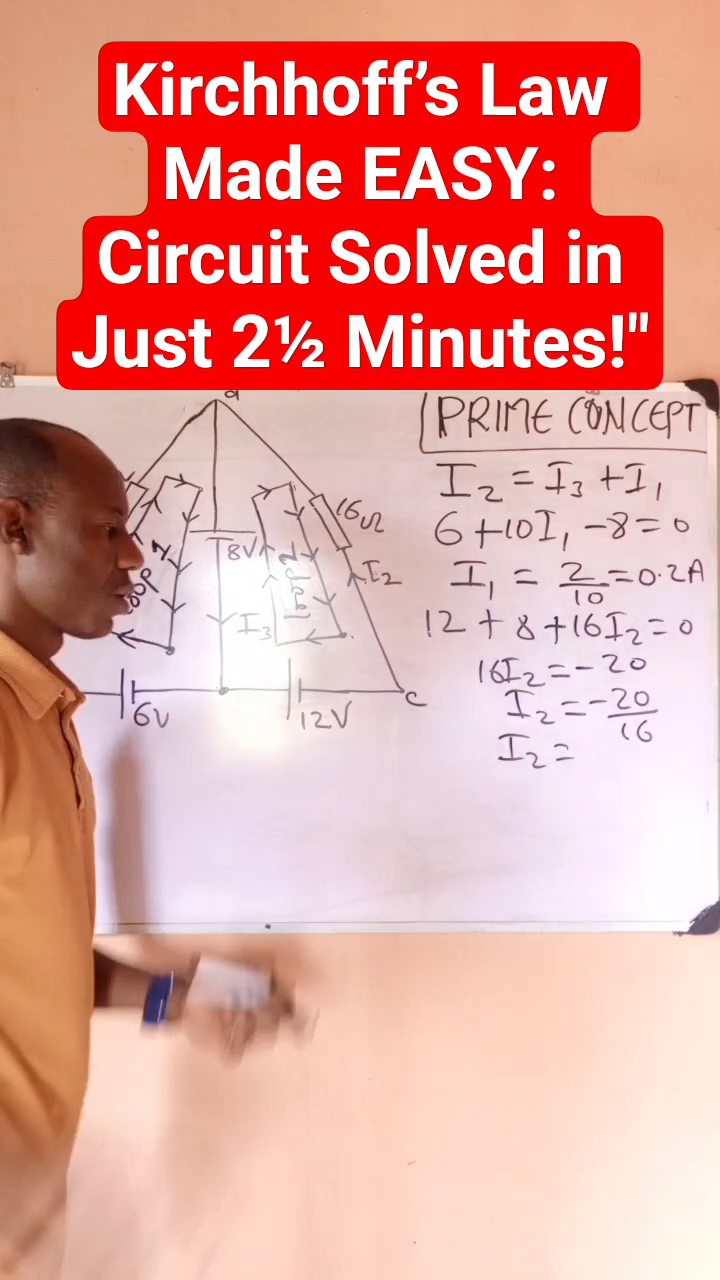 Kirchhoff’s Law
Made EASY:
Circuit Solved in
Just 2½ Minutes!"
a
PRIME CONCEPT
I₂ = I₃ + I₁
6 + 10I₁ - 8 = 0
I₁ = 2/10 = 0.2A
12 + 8 + 16I₂ = 0
16I₂ = -20
I₂ = -20/16
I₂ =
16Ω
8V
I₂
I₃
loop 2
6V
12V
C